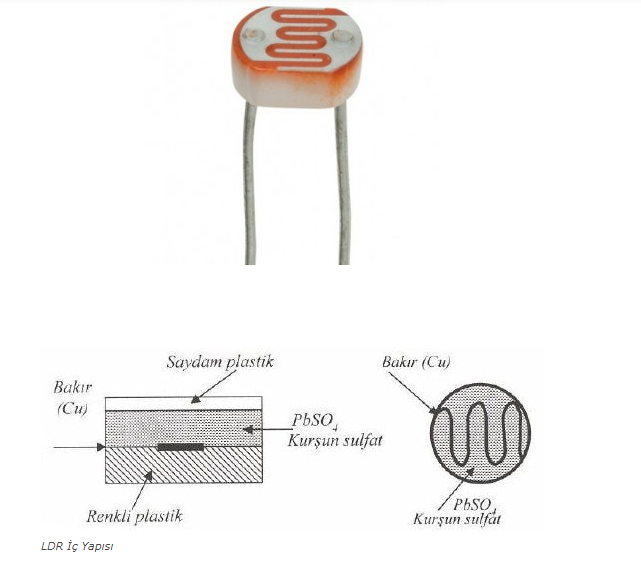 Saydam plastik
Bakır
(Cu)
PbSO4
Kurşun sulfat
Renkli plastik
Bakır (Cu)
PbSO4
Kurşun sulfat
LDR İç Yapısı